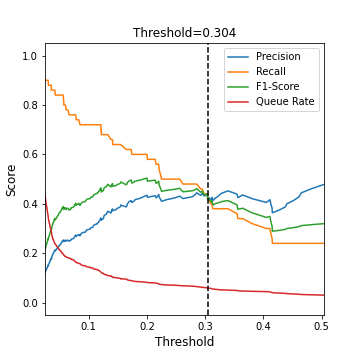 Threshold=0.304
1.0
0.8
0.6
0.4
0.2
0.0
Score
Precision
Recall
F1-Score
Queue Rate
0.1 0.2 0.3 0.4 0.5
Threshold